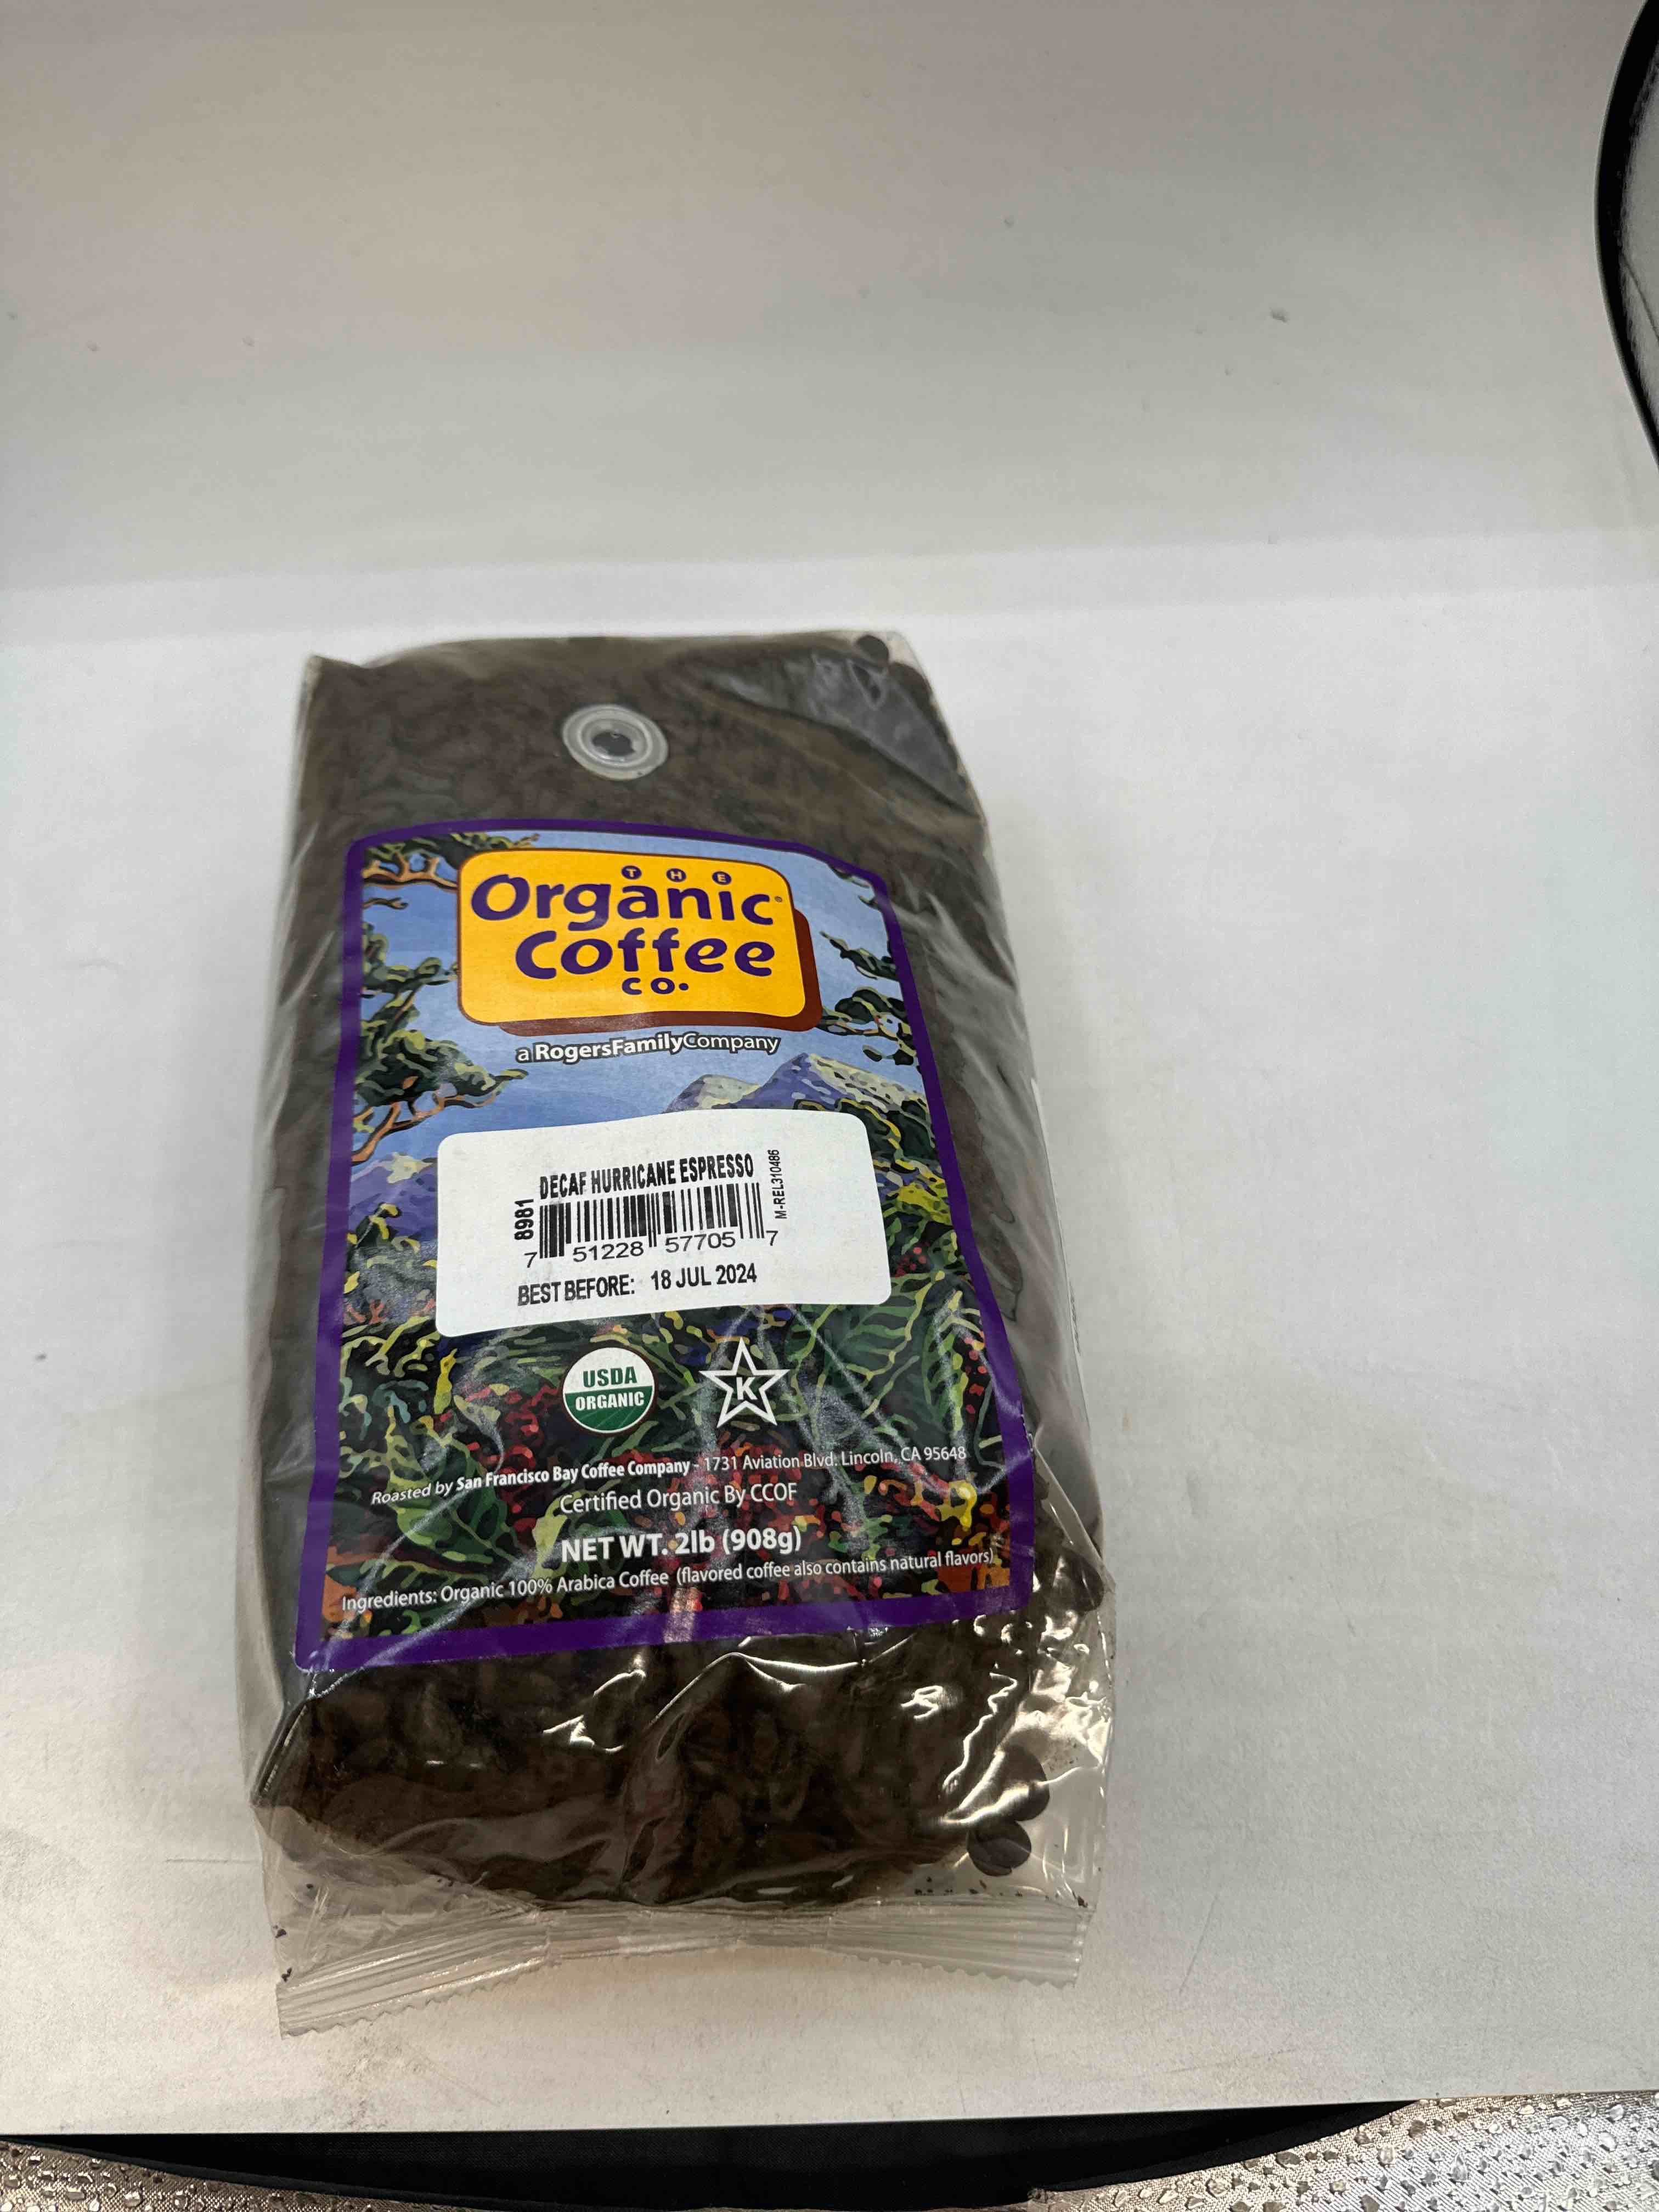 THE
Organic
Coffee
CO.
a RogersFamilyCompany
DECAF HURRICANE ESPRESSO
8981
M-REL310486
7 51228 57705 7
BEST BEFORE: 18 JUL 2024
USDA
ORGANIC
K
Roasted by San Francisco Bay Coffee Company - 1731 Aviation Blvd. Lincoln, CA 95648
Certified Organic By CCOF
NET WT. 2lb (908g)
Ingredients: Organic 100% Arabica Coffee (flavored coffee also contains natural flavors)